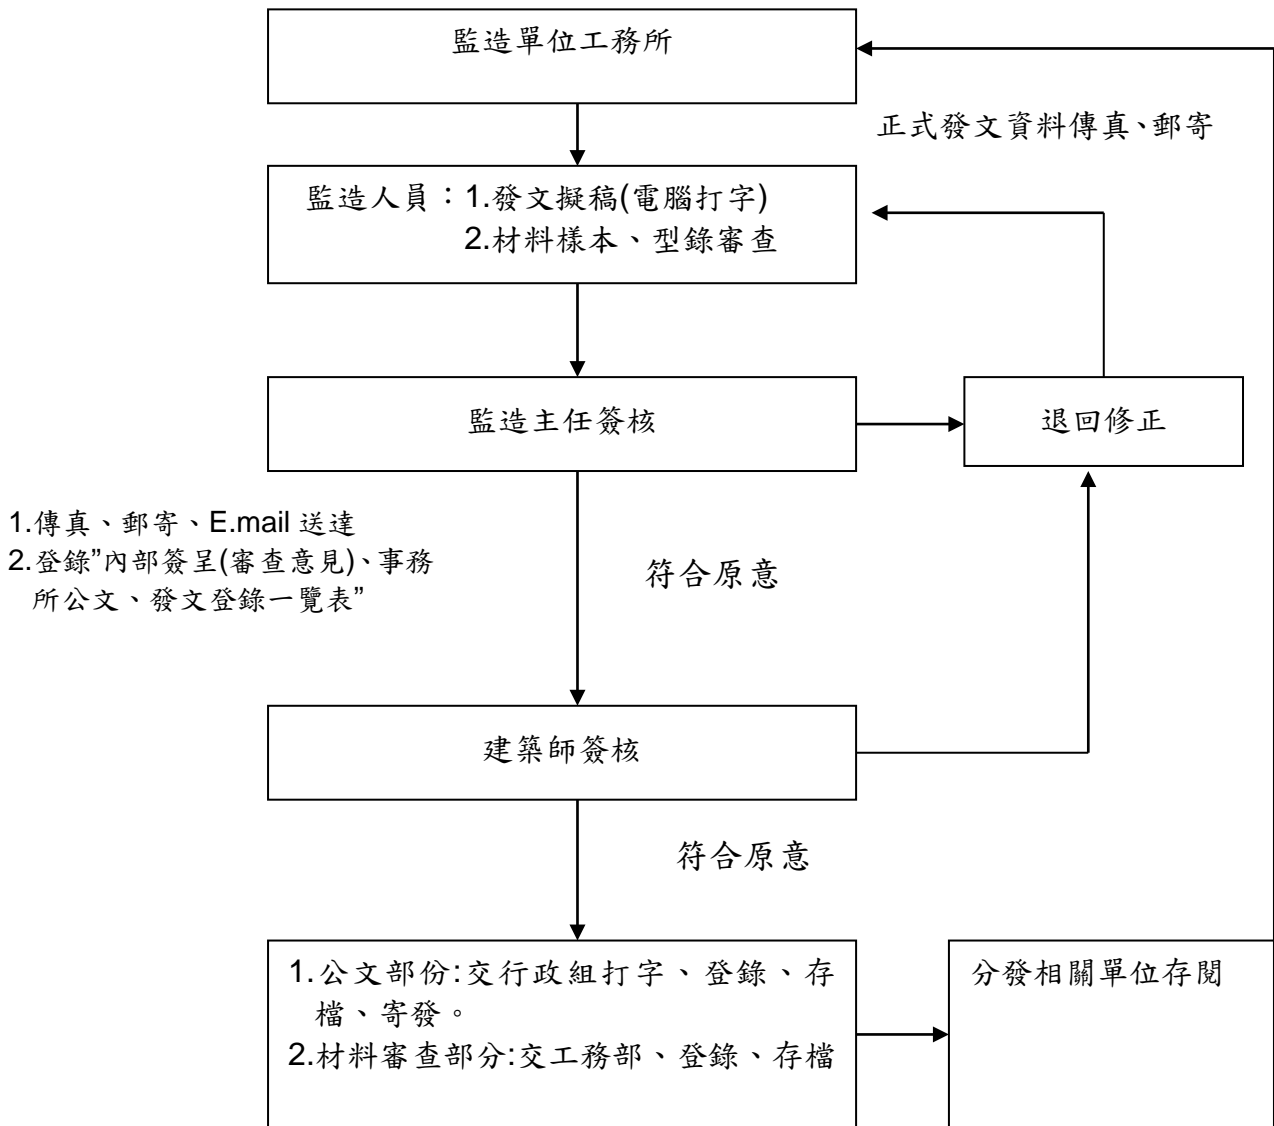 監造單位工務所
正式發文資料傳真、郵寄
監造人員：1.發文擬稿(電腦打字)
2.材料樣本、型錄審查
監造主任簽核
退回修正
1.傳真、郵寄、E.mail 送達
2.登錄”內部簽呈(審查意見)、事務
所公文、發文登錄一覽表”
符合原意
建築師簽核
符合原意
1.公文部份:交行政組打字、登錄、存
檔、寄發。
2.材料審查部分:交工務部、登錄、存檔
分發相關單位存閱